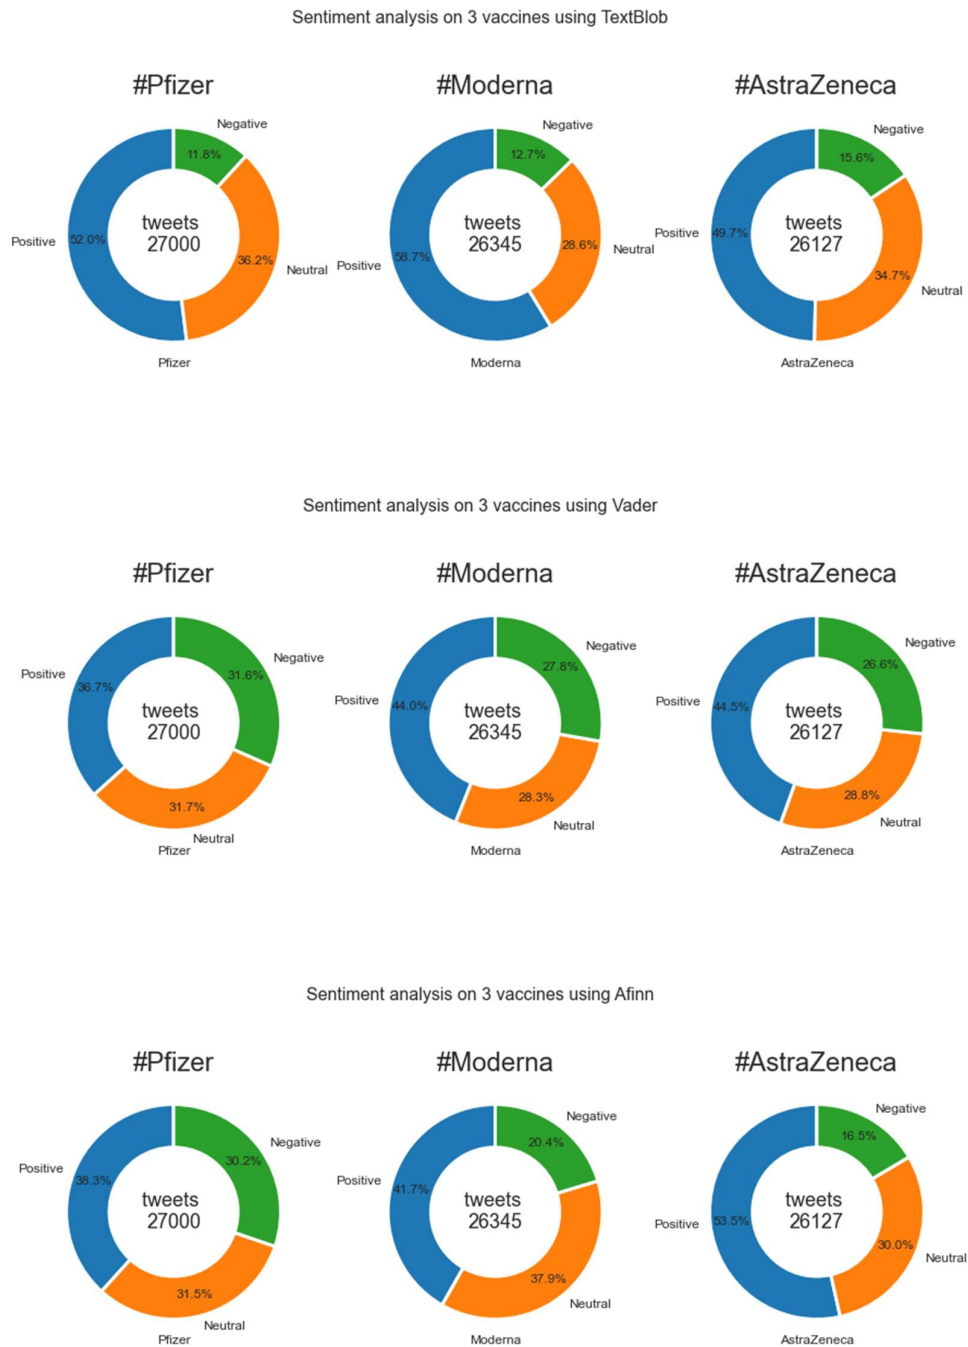 Sentiment analysis on 3 vaccines using TextBlob
#Pfizer
Negative
11.8%
tweets
27000
Positive
52.0%
36.2%
Neutral
Pfizer
#Moderna
Negative
12.7%
tweets
26345
28.6%
Neutral
58.7%
Positive
Moderna
#AstraZeneca
Negative
15.6%
tweets
26127
Positive
49.7%
34.7%
Neutral
AstraZeneca
Sentiment analysis on 3 vaccines using Vader
#Pfizer
Negative
31.6%
Positive
36.7%
tweets
27000
31.7%
Neutral
Pfizer
#Moderna
Negative
27.8%
Positive
44.0%
tweets
26345
28.3%
Neutral
Moderna
#AstraZeneca
Negative
26.6%
Positive
44.5%
tweets
26127
28.8%
Neutral
AstraZeneca
Sentiment analysis on 3 vaccines using Afinn
#Pfizer
Negative
30.2%
Positive
38.3%
tweets
27000
31.5%
Neutral
Pfizer
#Moderna
Negative
20.4%
Positive
41.7%
tweets
26345
37.9%
Neutral
Moderna
#AstraZeneca
Negative
16.5%
tweets
26127
Positive
53.5%
30.0%
Neutral
AstraZeneca